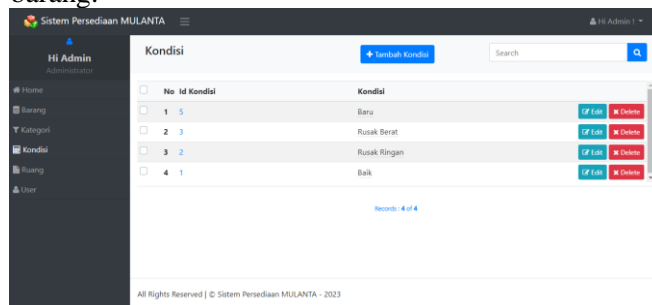 barang.
Sistem Persediaan MULANTA
Hi Admin !
Hi Admin
Administrator
Home
Barang
Kategori
Kondisi
Ruang
User
Kondisi
+ Tambah Kondisi
Search
No Id Kondisi Kondisi
1 5 Baru Edit Delete
2 3 Rusak Berat Edit Delete
3 2 Rusak Ringan Edit Delete
4 1 Baik Edit Delete
Records : 4 of 4
All Rights Reserved | © Sistem Persediaan MULANTA - 2023